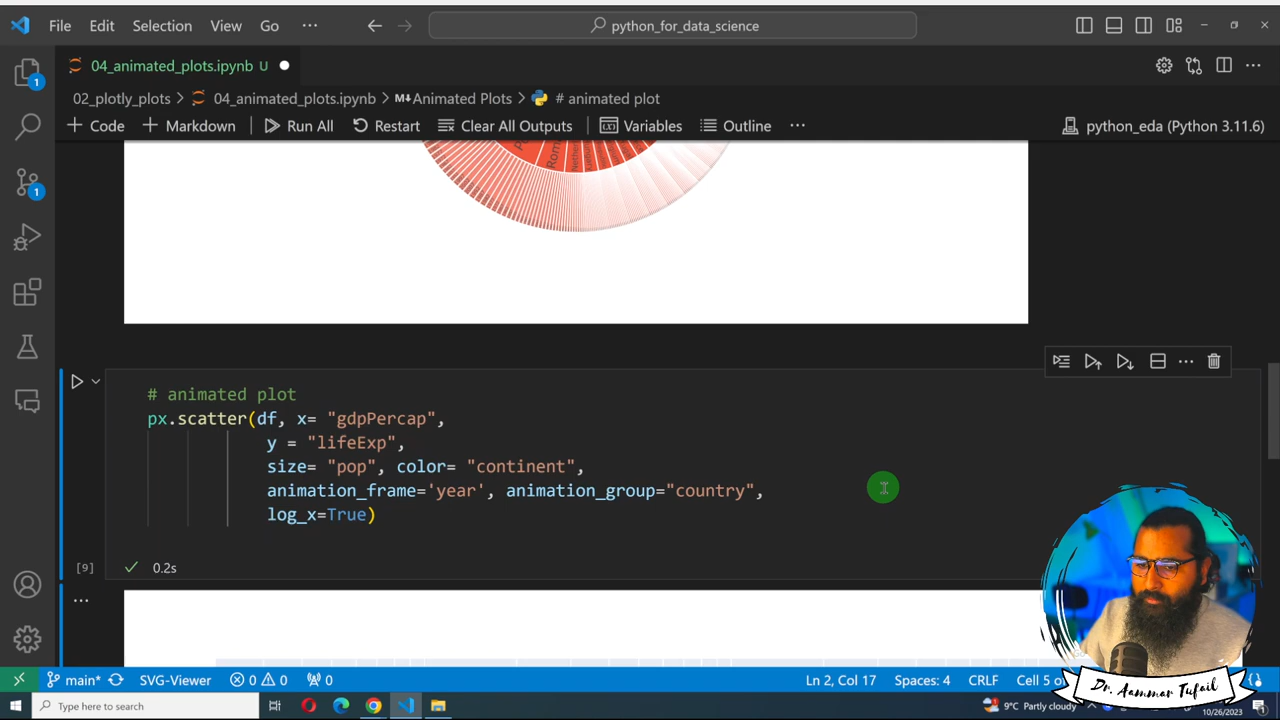 File Edit Selection View Go ··· python_for_data_science
04_animated_plots.ipynb U
02_plotly_plots > 04_animated_plots.ipynb > M↓Animated Plots > # animated plot
+ Code + Markdown Run All Restart Clear All Outputs Variables Outline ··· python_eda (Python 3.11.6)
1
1
# animated plot
px.scatter(df, x= "gdpPercap",
y = "lifeExp",
size= "pop", color= "continent",
animation_frame='year', animation_group="country",
log_x=True)
[9] 0.2s
...
main* SVG-Viewer 0 0 0 Ln 2, Col 17 Spaces: 4 CRLF Cell 5
Dr. Aammar Tufail
Type here to search 9°C Partly cloudy
10/26/2023